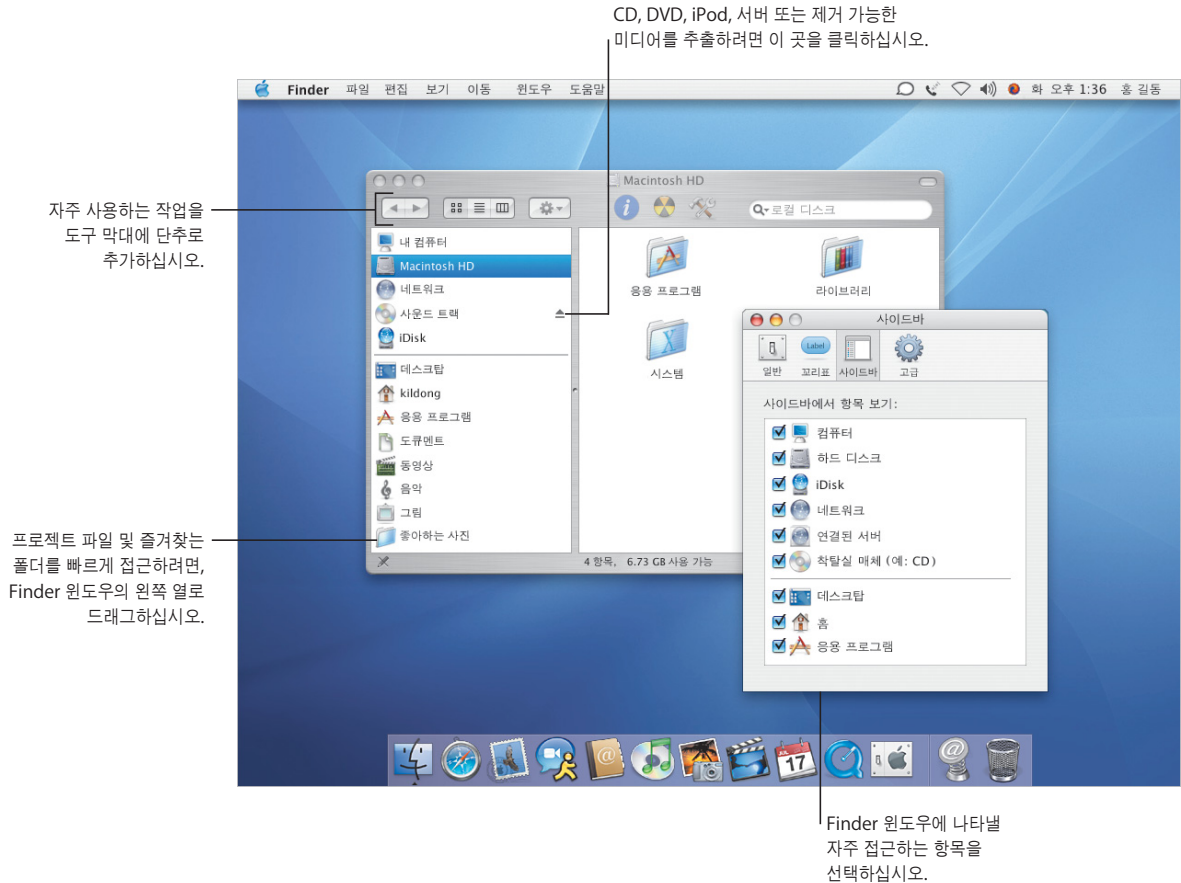 CD, DVD, iPod, 서버 또는 제거 가능한
미디어를 추출하려면 이 곳을 클릭하십시오.
Finder 파일 편집 보기 이동 윈도우 도움말 화 오후 1:36 홍 길동
자주 사용하는 작업을
도구 막대에 단추로
추가하십시오.
Macintosh HD
로컬 디스크
내 컴퓨터
Macintosh HD
네트워크
사운드 트랙
iDisk
데스크탑
kildong
응용 프로그램
도큐멘트
동영상
음악
그림
좋아하는 사진
응용 프로그램
라이브러리
시스템
4 항목, 6.73 GB 사용 가능
프로젝트 파일 및 즐겨찾는
폴더를 빠르게 접근하려면,
Finder 윈도우의 왼쪽 열로
드래그하십시오.
사이드바
Label
일반 꼬리표 사이드바 고급
사이드바에서 항목 보기:
컴퓨터
하드 디스크
iDisk
네트워크
연결된 서버
착탈실 매체 (예: CD)
데스크탑
홈
응용 프로그램
JUL
17
Finder 윈도우에 나타낼
자주 접근하는 항목을
선택하십시오.